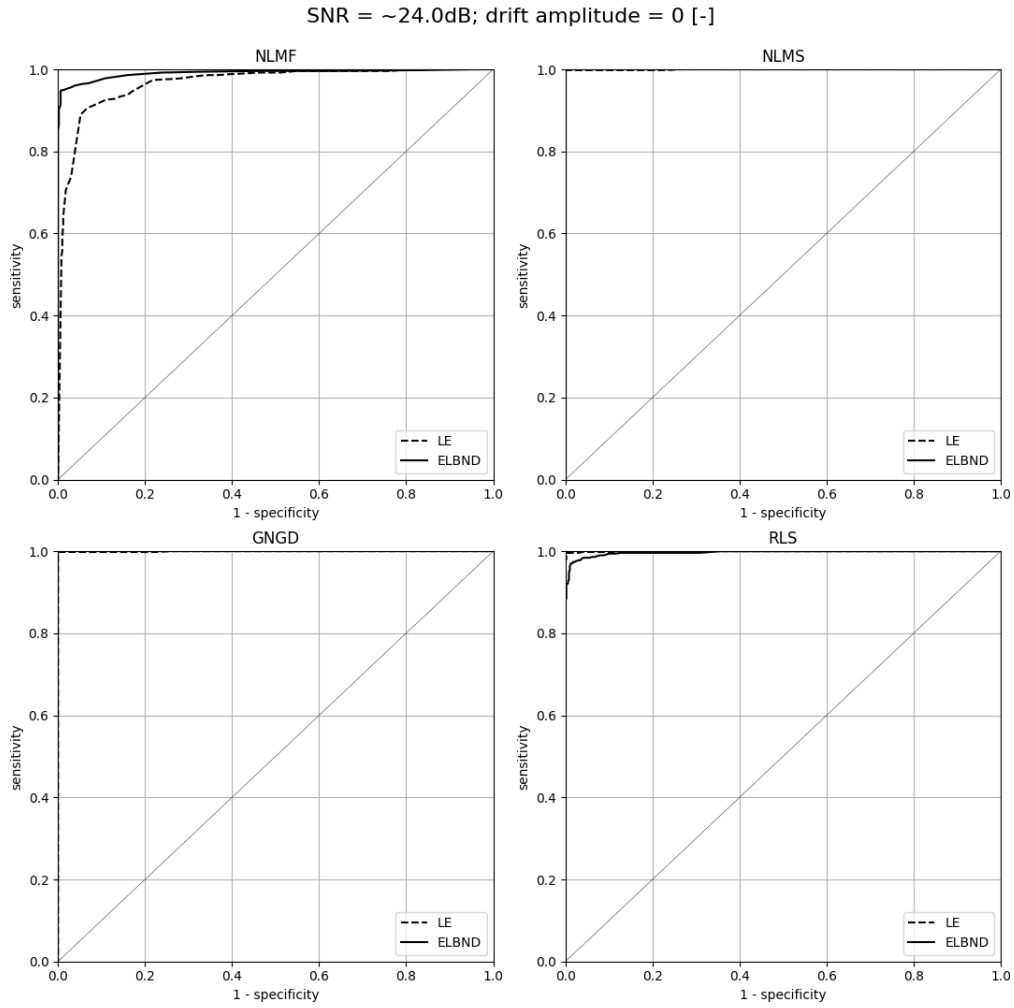 SNR = ~24.0dB; drift amplitude = 0 [-]
NLMF
1.0
0.8
0.6
0.4
0.2
0.0
sensitivity
0.0 0.2 0.4 0.6 0.8 1.0
1 - specificity
LE
ELBND
NLMS
1.0
0.8
0.6
0.4
0.2
0.0
sensitivity
0.0 0.2 0.4 0.6 0.8 1.0
1 - specificity
LE
ELBND
GNGD
1.0
0.8
0.6
0.4
0.2
0.0
sensitivity
0.0 0.2 0.4 0.6 0.8 1.0
1 - specificity
LE
ELBND
RLS
1.0
0.8
0.6
0.4
0.2
0.0
sensitivity
0.0 0.2 0.4 0.6 0.8 1.0
1 - specificity
LE
ELBND